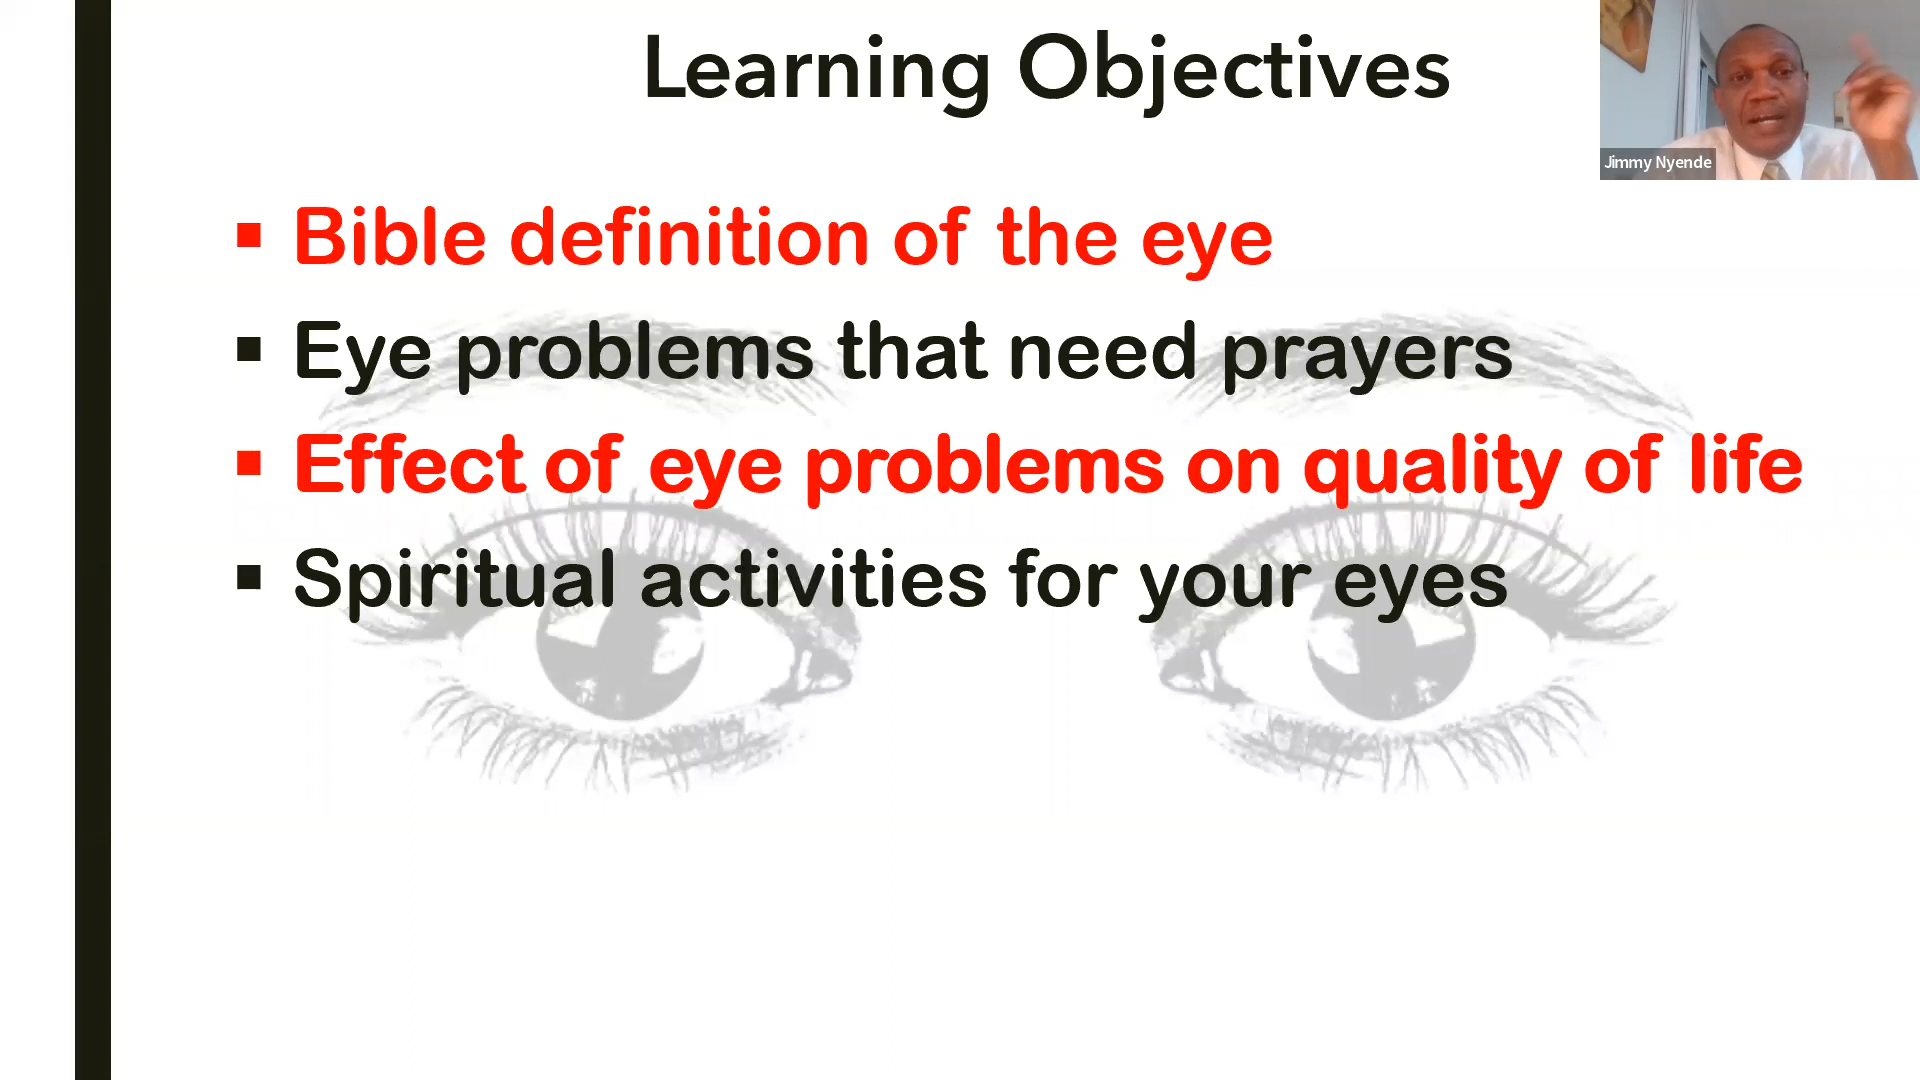 Learning Objectives
Jimmy Nyende
▪ Bible definition of the eye
▪ Eye problems that need prayers
▪ Effect of eye problems on quality of life
▪ Spiritual activities for your eyes